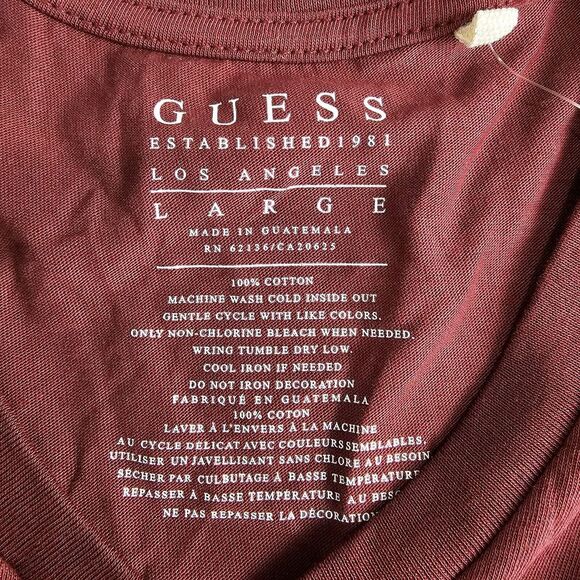 GUESS
ESTABLISHED1981
LOS ANGELES
LARGE
MADE IN GUATEMALA
RN 62136/CA20625
100% COTTON
MACHINE WASH COLD INSIDE OUT
GENTLE CYCLE WITH LIKE COLORS.
ONLY NON-CHLORINE BLEACH WHEN NEEDED.
WRING TUMBLE DRY LOW.
COOL IRON IF NEEDED
DO NOT IRON DECORATION
FABRIQUÉ EN GUATEMALA
100% COTON
LAVER À L'ENVERS À LA MACHINE
AU CYCLE DÉLICAT AVEC COULEURS SEMBLABLES.
UTILISER UN JAVELLISANT SANS CHLORE AU BESOIN
SÉCHER PAR CULBUTAGE À BASSE TEMPÉRATURE
REPASSER À BASSE TEMPÉRATURE AU BESOIN
NE PAS REPASSER LA DÉCORATION